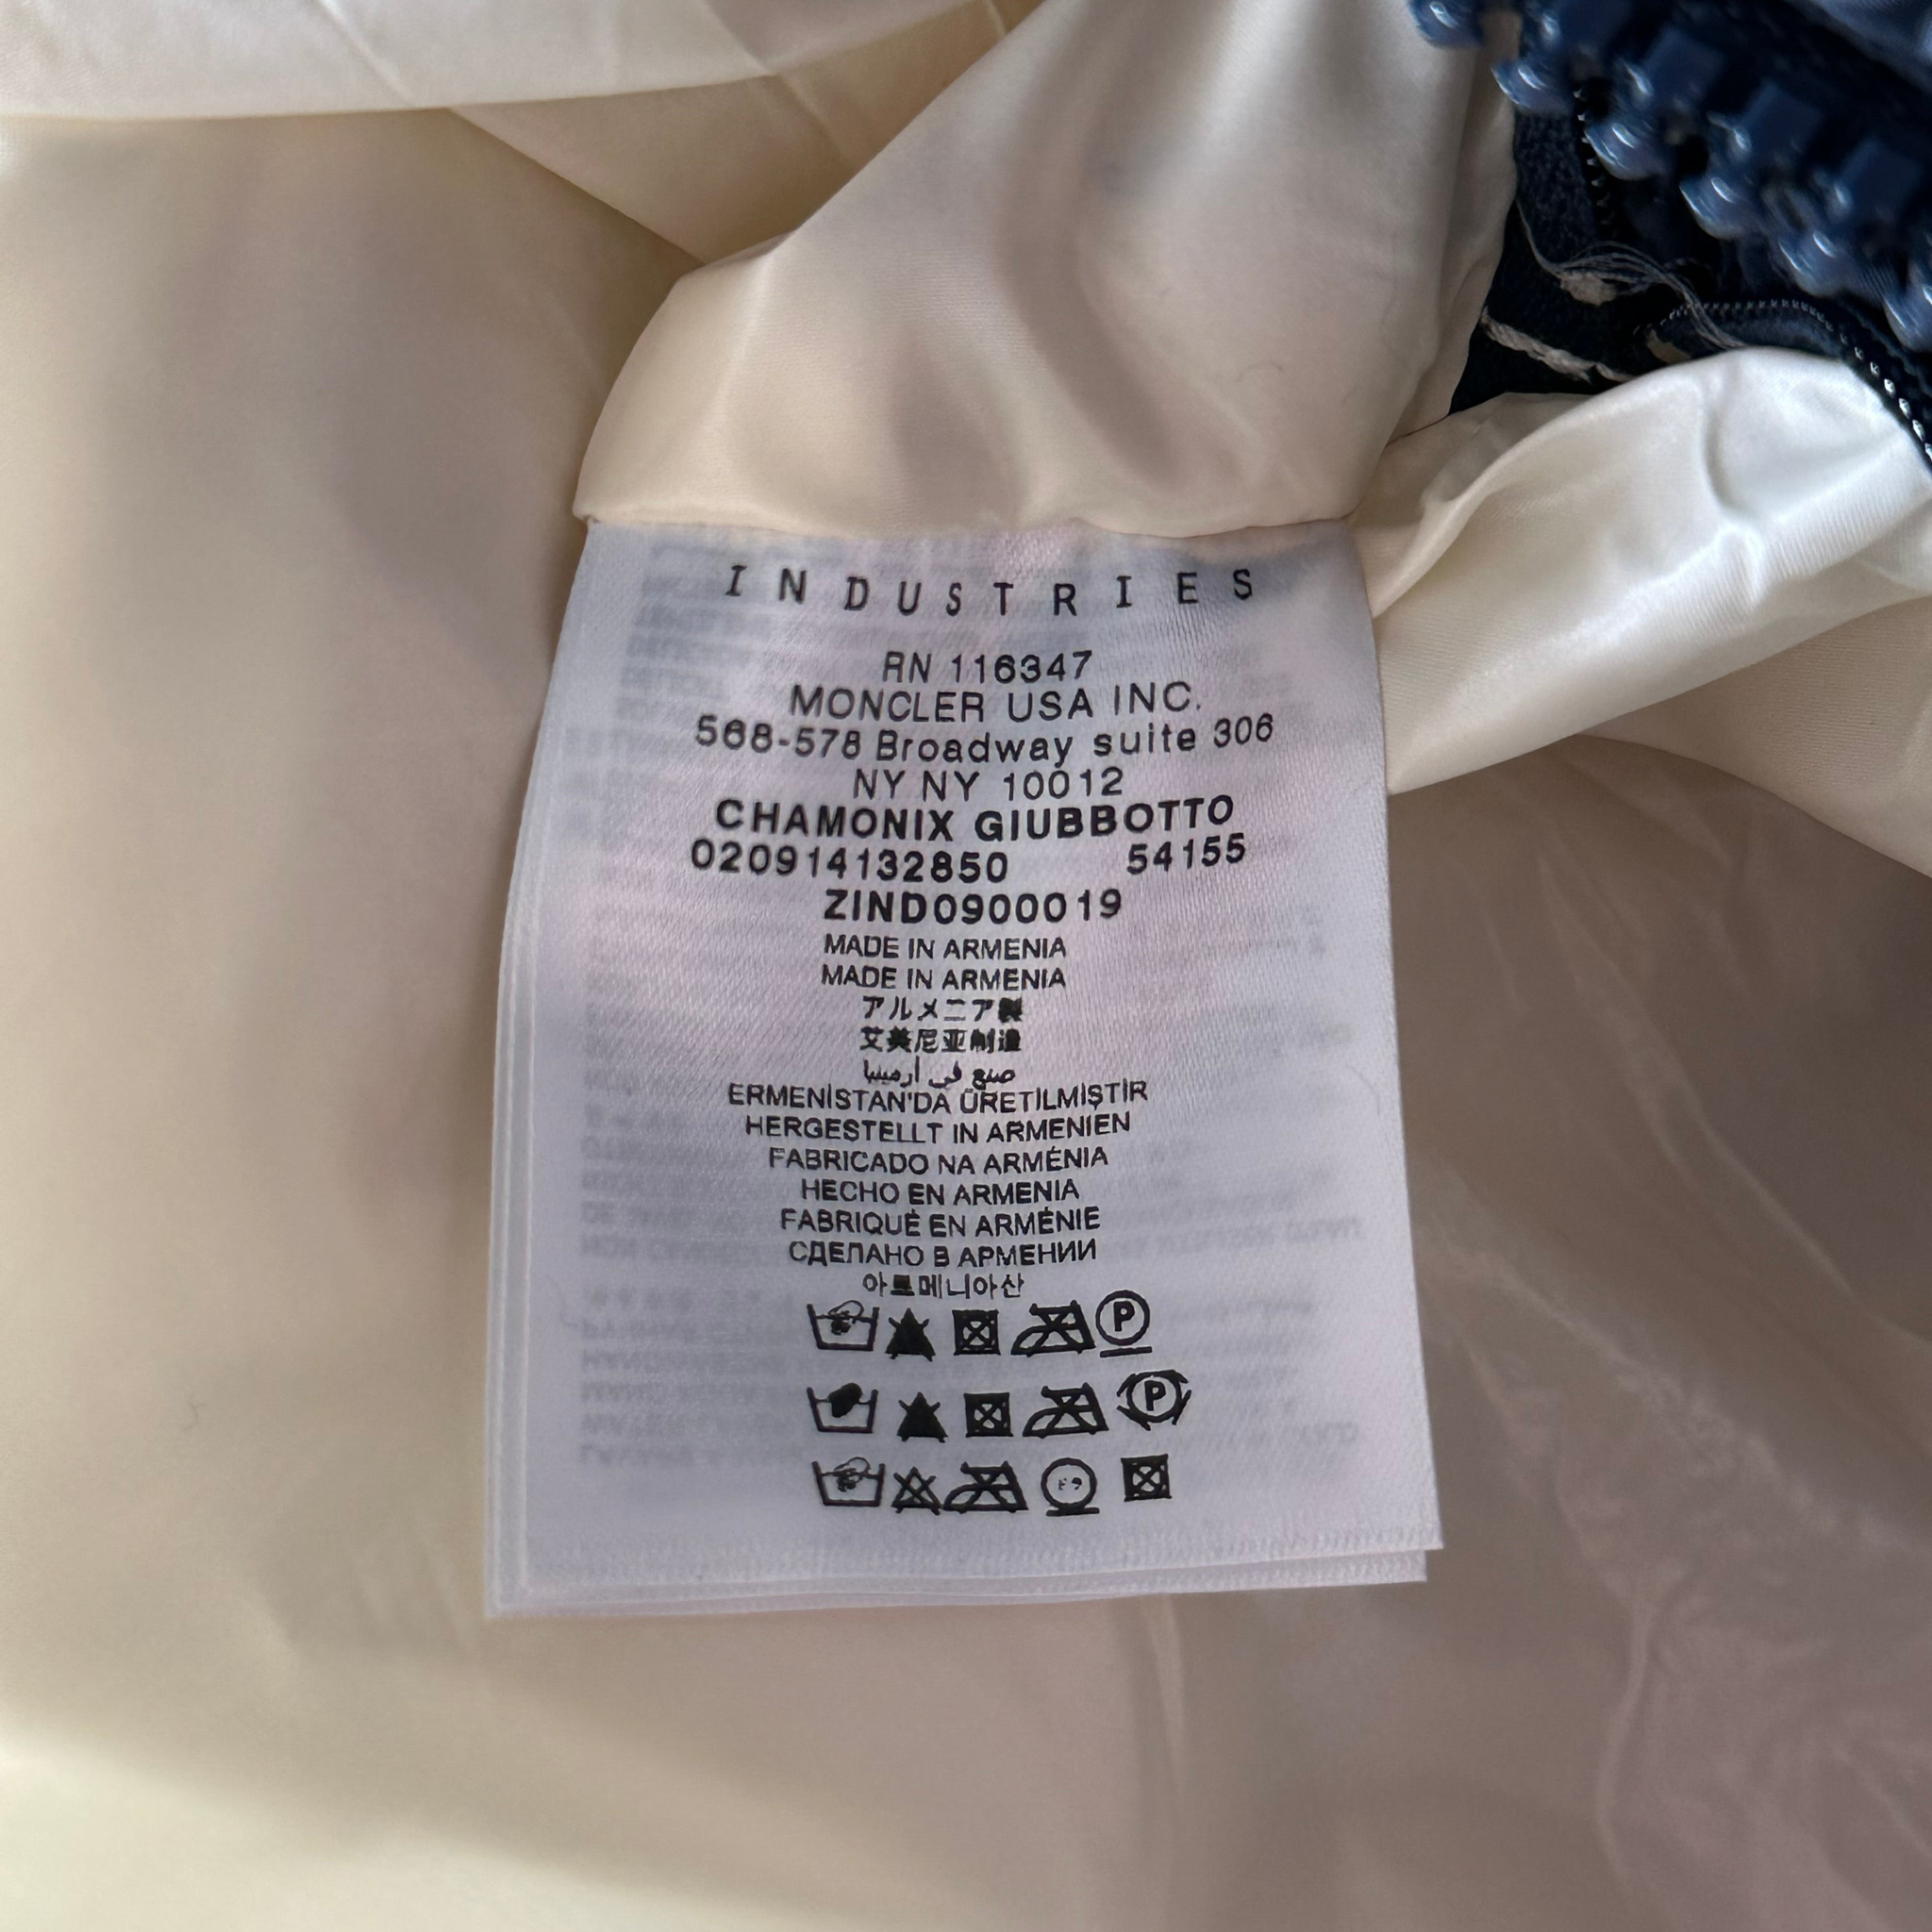 INDUSTRIES
RN 116347
MONCLER USA INC.
568-578 Broadway suite 306
NY NY 10012
CHAMONIX GIUBBOTTO
020914132850 54155
ZIND0900019
MADE IN ARMENIA
MADE IN ARMENIA
アルメニア製
艾美尼亚制造
صنع في أرمينيا
ERMENİSTAN'DA ÜRETİLMİŞTİR
HERGESTELLT IN ARMENIEN
FABRICADO NA ARMÉNIA
HECHO EN ARMENIA
FABRIQUÉ EN ARMÉNIE
СДЕЛАНО В АРМЕНИИ
아르메니아산
P
P